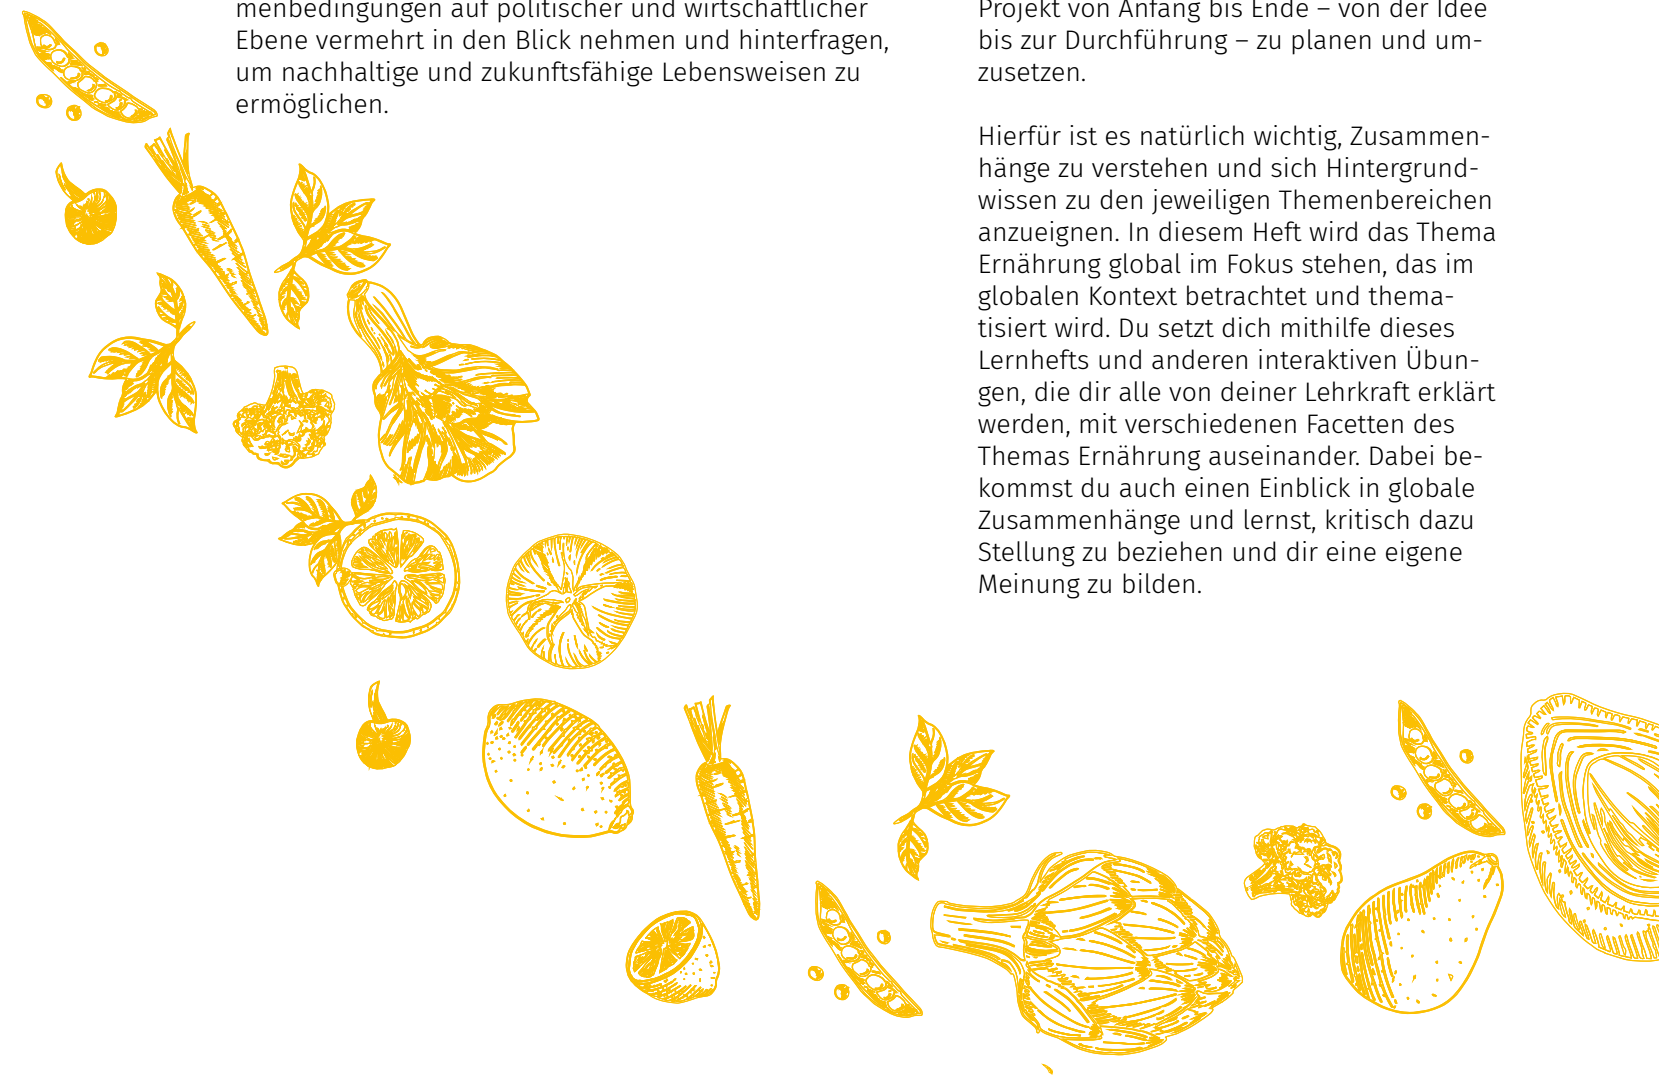 menbedingungen auf politischer und wirtschaftlicher
Ebene vermehrt in den Blick nehmen und hinterfragen,
um nachhaltige und zukunftsfähige Lebensweisen zu
ermöglichen.
Projekt von Anfang bis Ende – von der Idee
bis zur Durchführung – zu planen und um-
zusetzen.
Hierfür ist es natürlich wichtig, Zusammen-
hänge zu verstehen und sich Hintergrund-
wissen zu den jeweiligen Themenbereichen
anzueignen. In diesem Heft wird das Thema
Ernährung global im Fokus stehen, das im
globalen Kontext betrachtet und thema-
tisiert wird. Du setzt dich mithilfe dieses
Lernhefts und anderen interaktiven Übun-
gen, die dir alle von deiner Lehrkraft erklärt
werden, mit verschiedenen Facetten des
Themas Ernährung auseinander. Dabei be-
kommst du auch einen Einblick in globale
Zusammenhänge und lernst, kritisch dazu
Stellung zu beziehen und dir eine eigene
Meinung zu bilden.